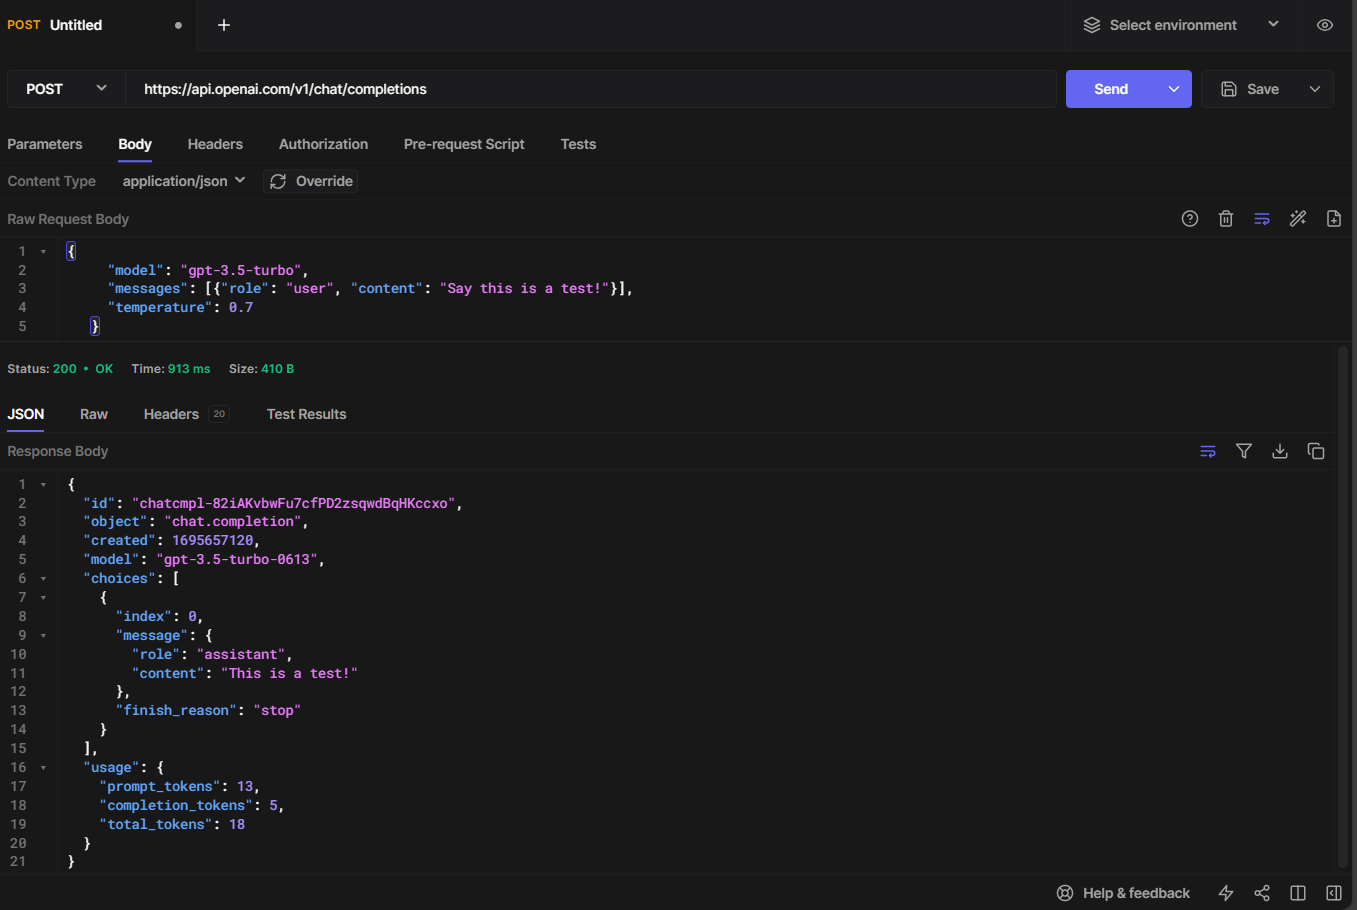 POST Untitled
Select environment
POST https://api.openai.com/v1/chat/completions Send Save
Parameters Body Headers Authorization Pre-request Script Tests
Content Type application/json Override
Raw Request Body
1 {
2 "model": "gpt-3.5-turbo",
3 "messages": [{"role": "user", "content": "Say this is a test!"}],
4 "temperature": 0.7
5 }
Status: 200 • OK Time: 913 ms Size: 410 B
JSON Raw Headers 20 Test Results
Response Body
1 {
2 "id": "chatcmpl-82iAKvbwFu7cfPD2zsqwdBqHKccxo",
3 "object": "chat.completion",
4 "created": 1695657120,
5 "model": "gpt-3.5-turbo-0613",
6 "choices": [
7 {
8 "index": 0,
9 "message": {
10 "role": "assistant",
11 "content": "This is a test!"
12 },
13 "finish_reason": "stop"
14 }
15 ],
16 "usage": {
17 "prompt_tokens": 13,
18 "completion_tokens": 5,
19 "total_tokens": 18
20 }
21 }
Help & feedback